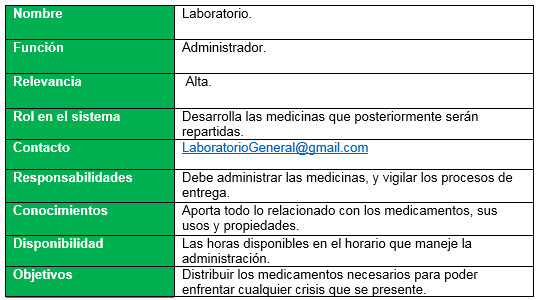 Nombre Laboratorio.
Función Administrador.
Relevancia Alta.
Rol en el sistema Desarrolla las medicinas que posteriormente serán
repartidas.
Contacto LaboratorioGeneral@gmail.com
Responsabilidades Debe administrar las medicinas, y vigilar los procesos de
entrega.
Conocimientos Aporta todo lo relacionado con los medicamentos, sus
usos y propiedades.
Disponibilidad Las horas disponibles en el horario que maneje la
administración.
Objetivos Distribuir los medicamentos necesarios para poder
enfrentar cualquier crisis que se presente.